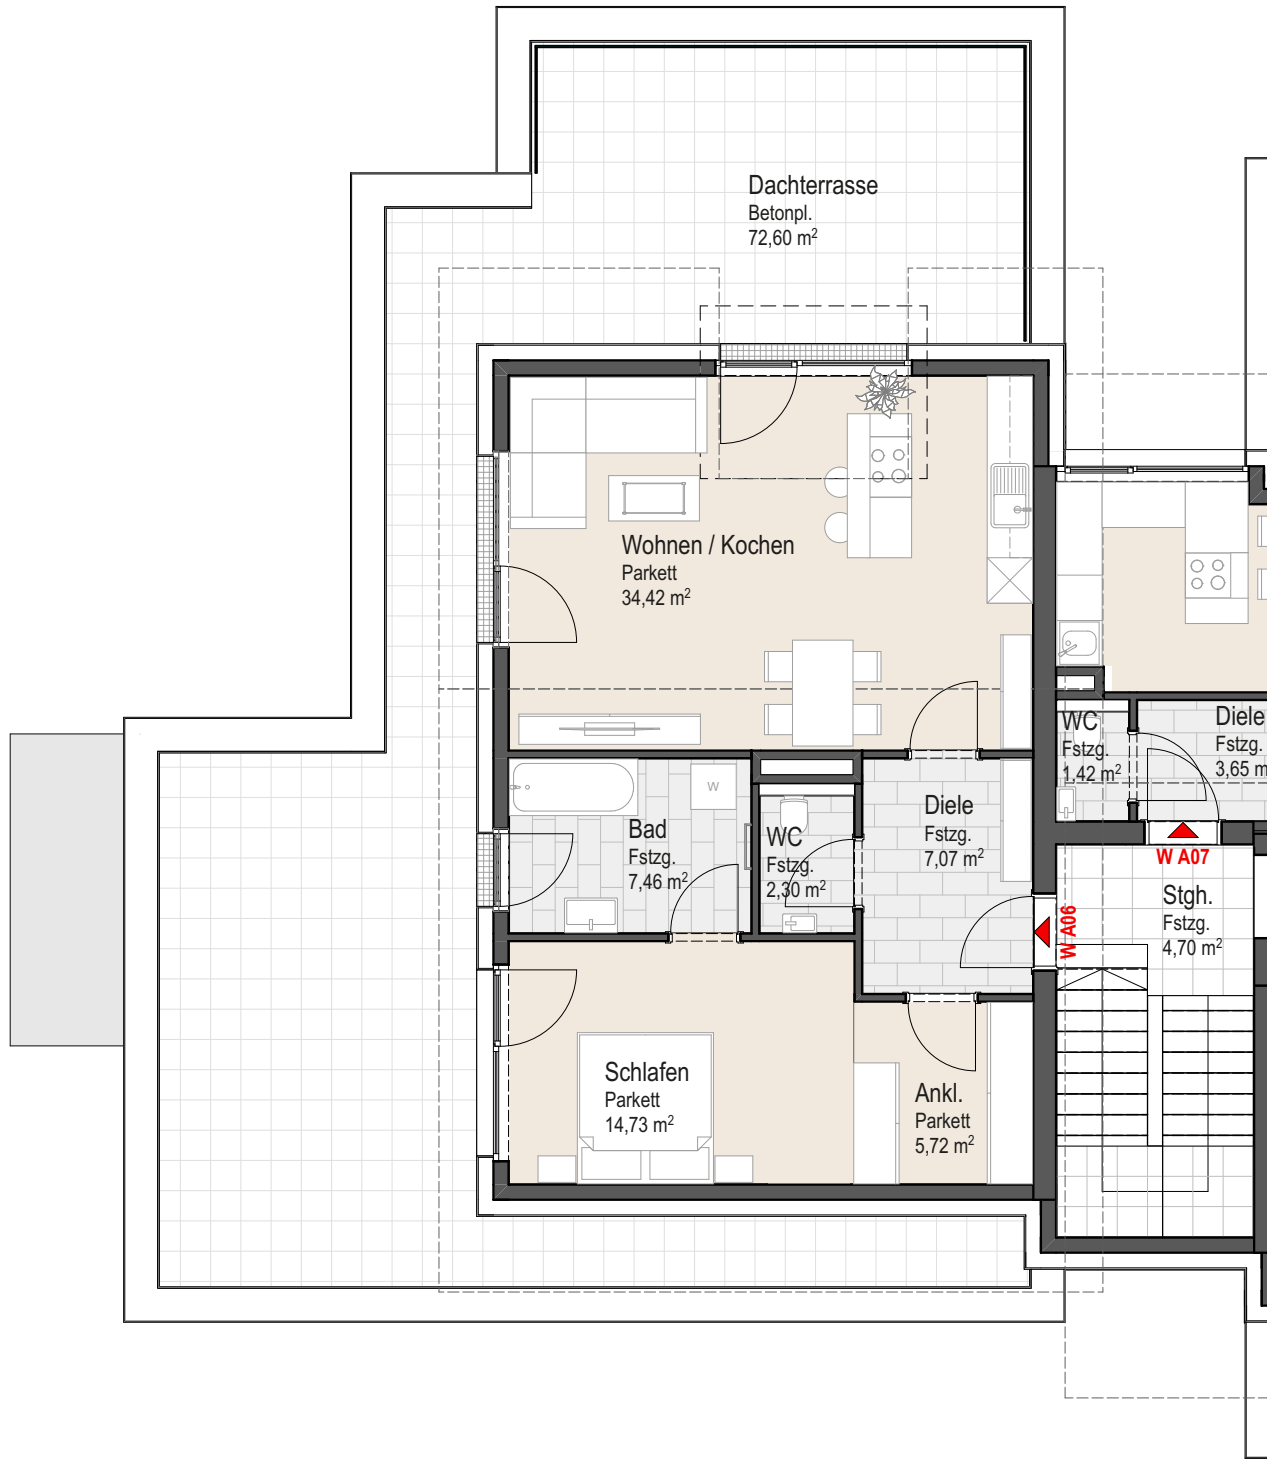 Dachterrasse
Betonpl.
72,60 m²
Wohnen / Kochen
Parkett
34,42 m²
WC
Fstzg.
1,42 m²
Diele
Fstzg.
3,65 m
W
Bad
Fstzg.
7,46 m²
WC
Fstzg.
2,30 m²
Diele
Fstzg.
7,07 m²
W A07
W A06
Stgh.
Fstzg.
4,70 m²
Schlafen
Parkett
14,73 m²
Ankl.
Parkett
5,72 m²